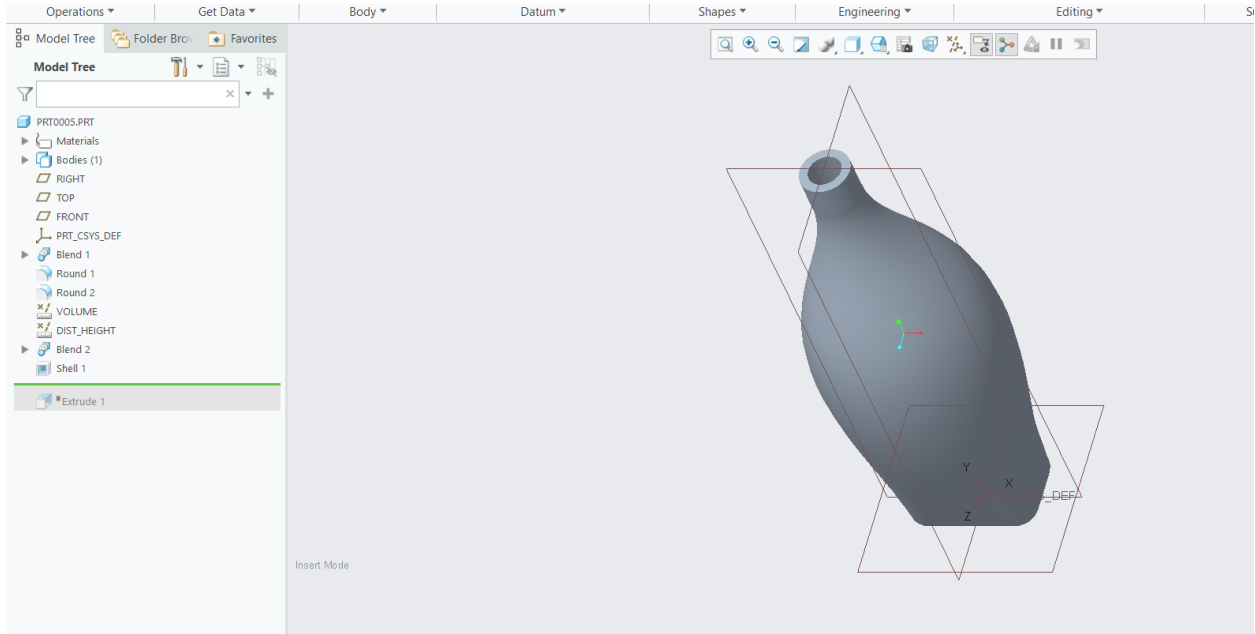 Operations Get Data Body Datum Shapes Engineering Editing
Model Tree Folder Brow Favorites
Model Tree
PRT0005.PRT
Materials
Bodies (1)
RIGHT
TOP
FRONT
PRT_CSYS_DEF
Blend 1
Round 1
Round 2
VOLUME
DIST_HEIGHT
Blend 2
Shell 1
Extrude 1
Y
X
_DEF
Z
Insert Mode